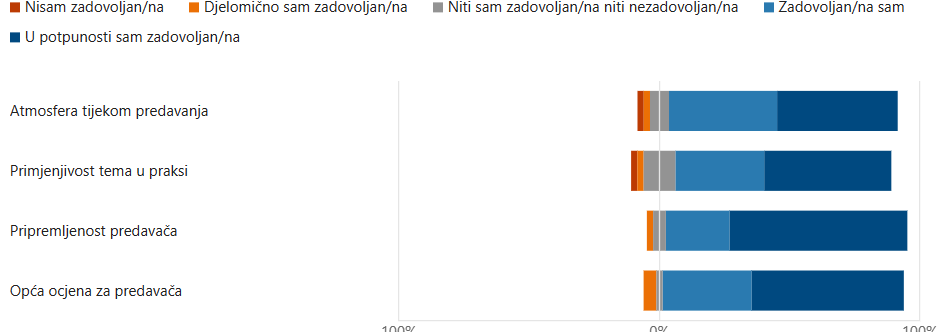 Nisam zadovoljan/na Djelomično sam zadovoljan/na Niti sam zadovoljan/na niti nezadovoljan/na Zadovoljan/na sam
U potpunosti sam zadovoljan/na
Atmosfera tijekom predavanja
Primjenjivost tema u praksi
Pripremljenost predavača
Opća ocjena za predavača
100% 0% 100%